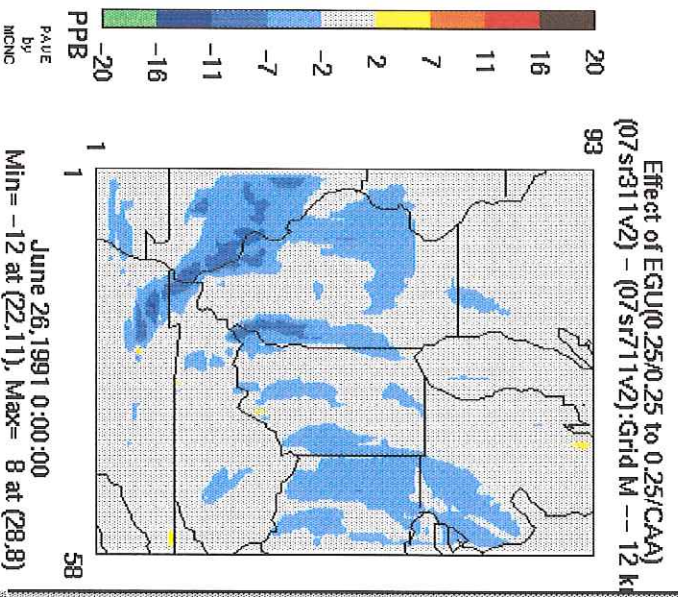 Effect of EGU(0.25/0.25 to 0.25/CAA)
(07sr311v2) – (07sr711v2):Grid M –– 12 k
20
16
11
7
2
-2
-7
-11
-16
-20
PPB
PAVE
by
MCNC
93
1
1
58
June 26,1991 0:00:00
Min= -12 at (22,11), Max= 8 at (28,8)